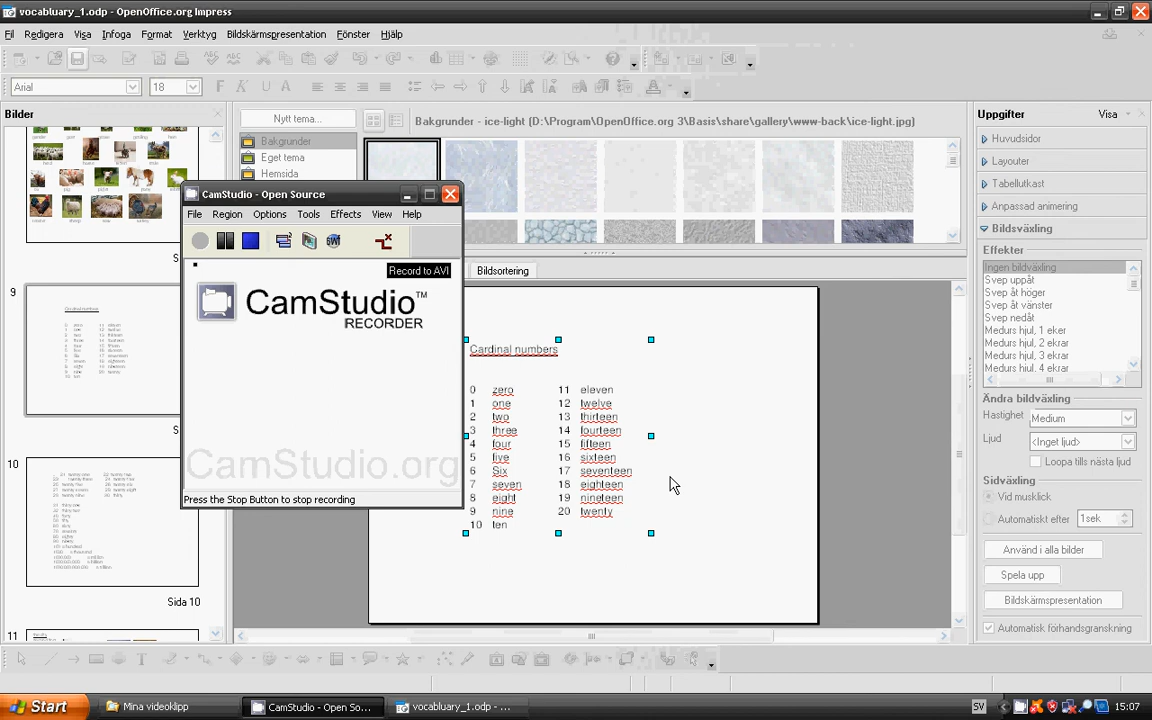 vocabluary_1.odp - OpenOffice.org Impress
Fil Redigera Visa Infoga Format Verktyg Bildskärmspresentation Fönster Hjälp
Arial 18
Bilder
Nytt tema...
Bakgrunder - ice-light (D:\Program\OpenOffice.org 3\Basis\share\gallery\www-back\ice-light.jpg)
Bakgrunder
Eget tema
Hemsida
Uppgifter Visa
Huvudsidor
Layouter
Tabellutkast
Anpassad animering
Bildsväxling
Effekter
Ingen bildväxling
Svep uppåt
Svep åt höger
Svep åt vänster
Svep nedåt
Medurs hjul, 1 eker
Medurs hjul, 2 ekrar
Medurs hjul, 3 ekrar
Medurs hjul, 4 ekrar
Ändra bildväxling
Hastighet Medium
Ljud <Inget ljud>
Loopa tills nästa ljud
Sidväxling
Vid musklick
Automatiskt efter 1sek
Använd i alla bilder
Spela upp
Bildskärmspresentation
Automatisk förhandsgranskning
CamStudio - Open Source
File Region Options Tools Effects View Help
SWF
Record to AVI
CamStudio™
RECORDER
CamStudio.org
Press the Stop Button to stop recording
Bildsortering
Cardinal numbers
0 zero 11 eleven
1 one 12 twelve
2 two 13 thirteen
3 three 14 fourteen
4 four 15 fifteen
5 five 16 sixteen
6 Six 17 seventeen
7 seven 18 eighteen
8 eight 19 nineteen
9 nine 20 twenty
10 ten
9
S
10
Sida 10
11
Start Mina videoklipp CamStudio - Open So... vocabluary_1.odp - ... SV 15:07